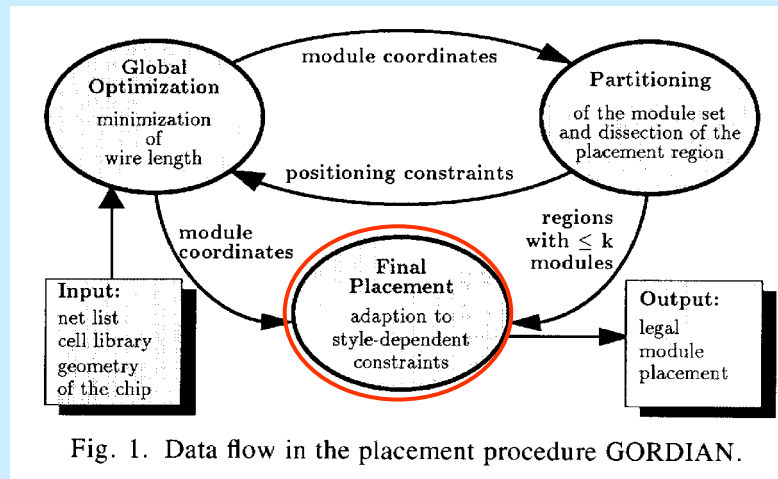 Global
Optimization
minimization
of
wire length
module coordinates
Partitioning
of the module set
and dissection of the
placement region
positioning constraints
module
coordinates
regions
with ≤ k
modules
Final
Placement
adaption to
style-dependent
constraints
Input:
net list
cell library
geometry
of the chip
Output:
legal
module
placement
Fig. 1. Data flow in the placement procedure GORDIAN.